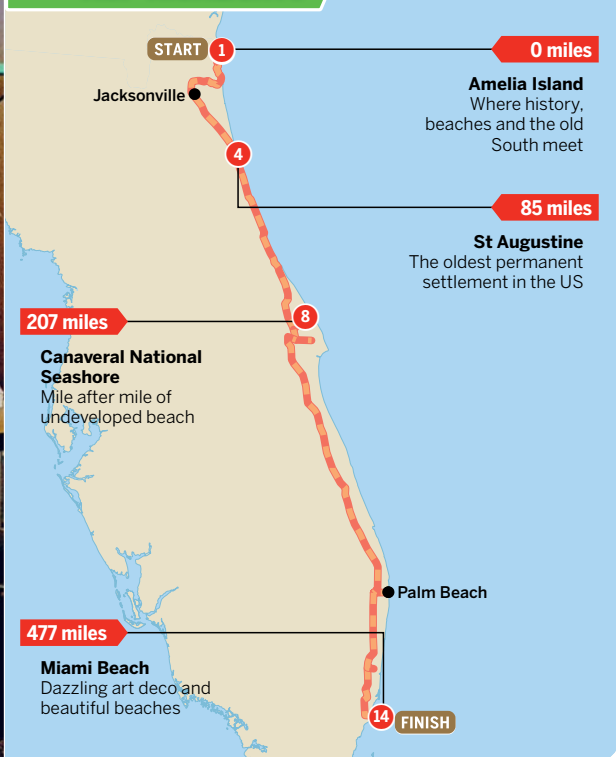 START
1
0 miles
Amelia Island
Where history,
beaches and the old
South meet
Jacksonville
4
85 miles
St Augustine
The oldest permanent
settlement in the US
8
207 miles
Canaveral National
Seashore
Mile after mile of
undeveloped beach
Palm Beach
477 miles
Miami Beach
Dazzling art deco and
beautiful beaches
14
FINISH